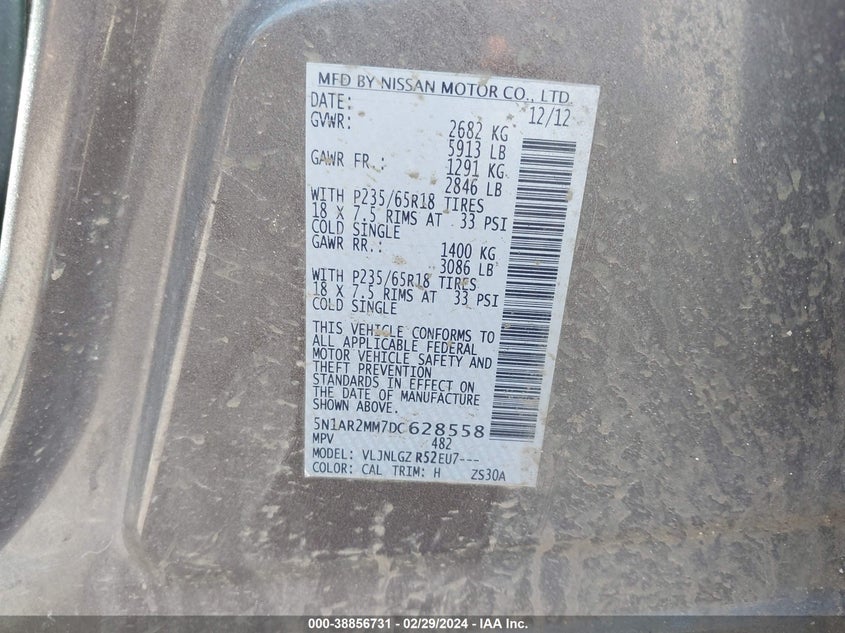 MFD BY NISSAN MOTOR CO., LTD.
DATE: 12/12
GVWR: 2682 KG
5913 LB
GAWR FR.: 1291 KG
2846 LB
WITH P235/65R18 TIRES
18 X 7.5 RIMS AT 33 PSI
COLD SINGLE
GAWR RR.: 1400 KG
3086 LB
WITH P235/65R18 TIRES
18 X 7.5 RIMS AT 33 PSI
COLD SINGLE
THIS VEHICLE CONFORMS TO
ALL APPLICABLE FEDERAL
MOTOR VEHICLE SAFETY AND
THEFT PREVENTION
STANDARDS IN EFFECT ON
THE DATE OF MANUFACTURE
SHOWN ABOVE.
5N1AR2MM7DC628558
MPV 482
MODEL: VLJNLGZ R52EU7---
COLOR: CAL TRIM: H ZS30A
000-38856731 - 02/29/2024 - IAA Inc.